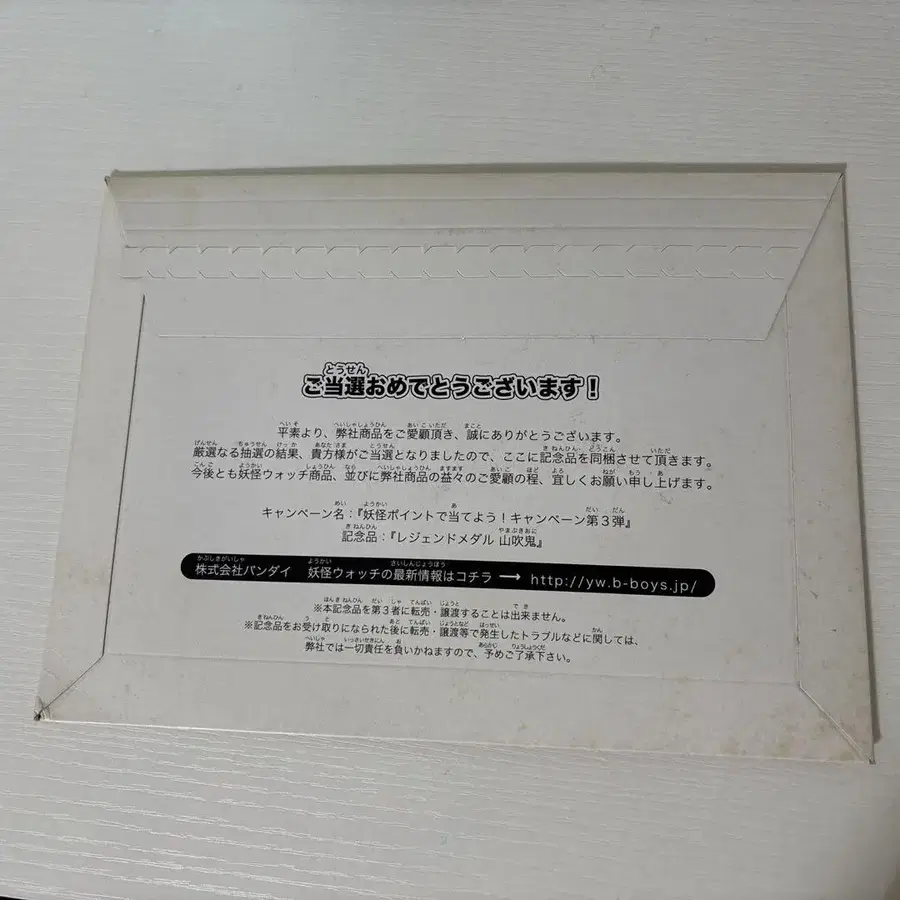 ご当選おめでとうございます！
平素より、弊社商品をご愛顧頂き、誠にありがとうございます。
厳選なる抽選の結果、貴方様がご当選となりましたので、ここに記念品を同梱させて頂きます。
今後とも妖怪ウォッチ商品、並びに弊社商品の益々のご愛顧の程、宜しくお願い申し上げます。
キャンペーン名：『妖怪ポイントで当てよう！キャンペーン第３弾』
記念品：『レジェンドメダル 山吹鬼』
株式会社バンダイ 妖怪ウォッチの最新情報はコチラ → http://yw.b-boys.jp/
※本記念品を第３者に転売・譲渡することは出来ません。
※記念品をお受け取りになられた後に転売・譲渡等で発生したトラブルなどに関しては、
弊社では一切責任を負いかねますので、予めご了承下さい。